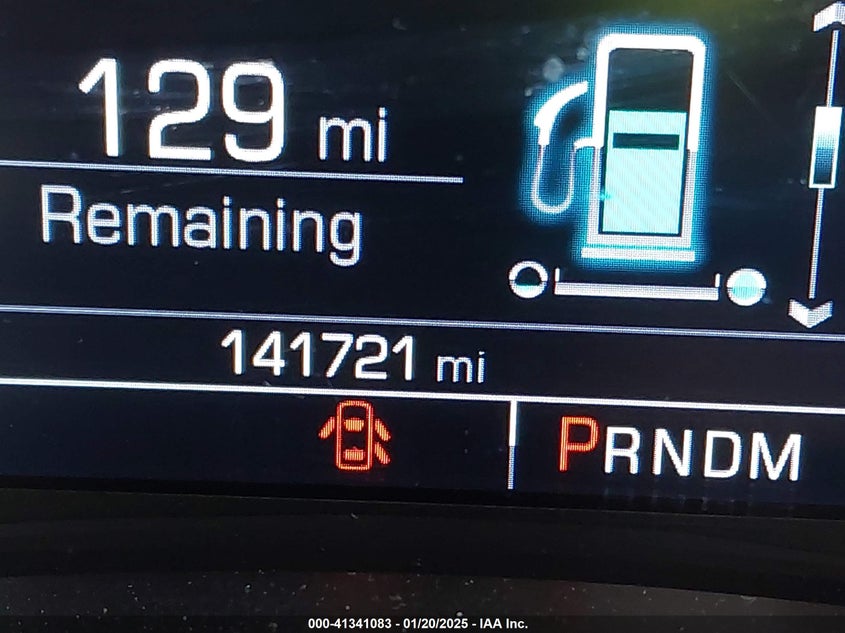 129 mi
Remaining
141721 mi
PRNDM
000-41341083 - 01/20/2025 - IAA Inc.